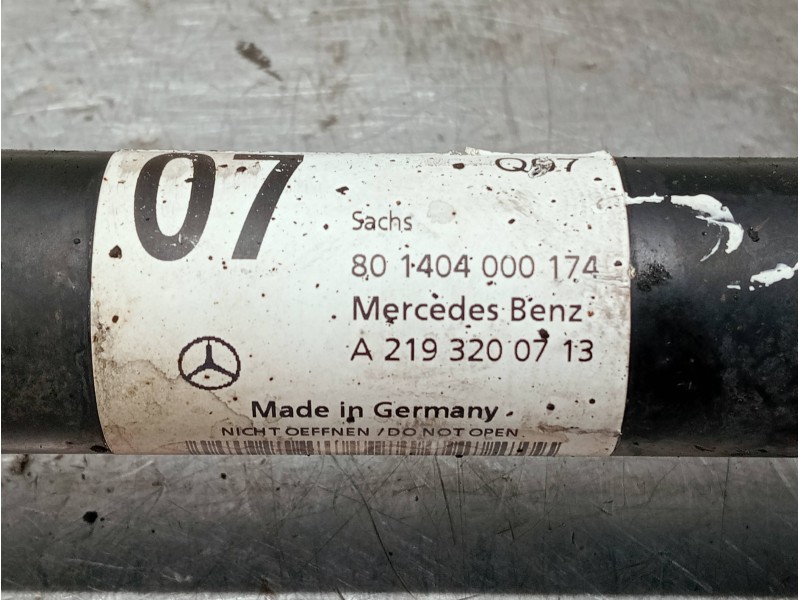 07
Sachs
80 1404 000 174
Mercedes Benz
A 219 320 07 13
Made in Germany
NICHT OEFFNEN / DO NOT OPEN